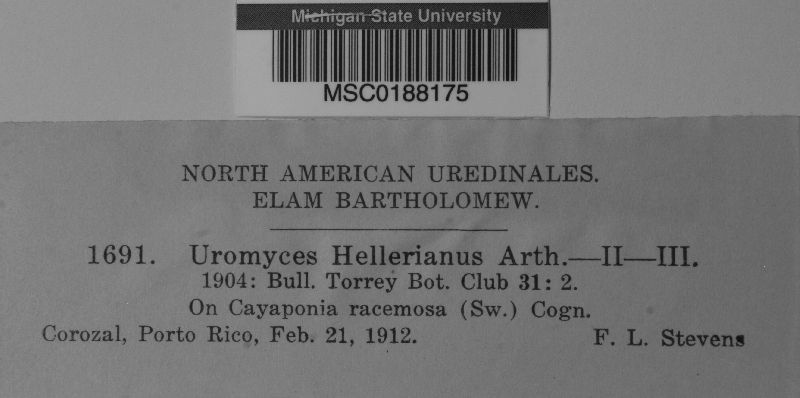 Michigan State University
MSC0188175
NORTH AMERICAN UREDINALES.
ELAM BARTHOLOMEW.
1691. Uromyces Hellerianus Arth.—II—III.
1904: Bull. Torrey Bot. Club 31: 2.
On Cayaponia racemosa (Sw.) Cogn.
Corozal, Porto Rico, Feb. 21, 1912. F. L. Stevens